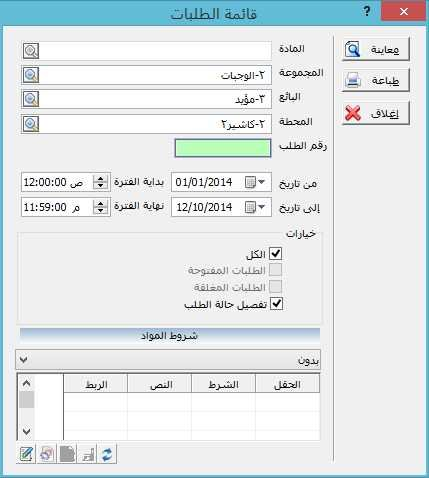 قائمة الطلبات
?
معاينة
طباعة
إغلاق
المادة
المجموعة ٢-الوجبات
البائع ٣-مؤيد
المحطة ٢-كاشير٢
رقم الطلب
من تاريخ 01/01/2014 بداية الفترة 12:00:00 ص
إلى تاريخ 12/10/2014 نهاية الفترة 11:59:00 م
خيارات
الكل
الطلبات المفتوحة
الطلبات المغلقة
تفصيل حالة الطلب
شروط المواد
بدون
الحقل الشرط النص الربط